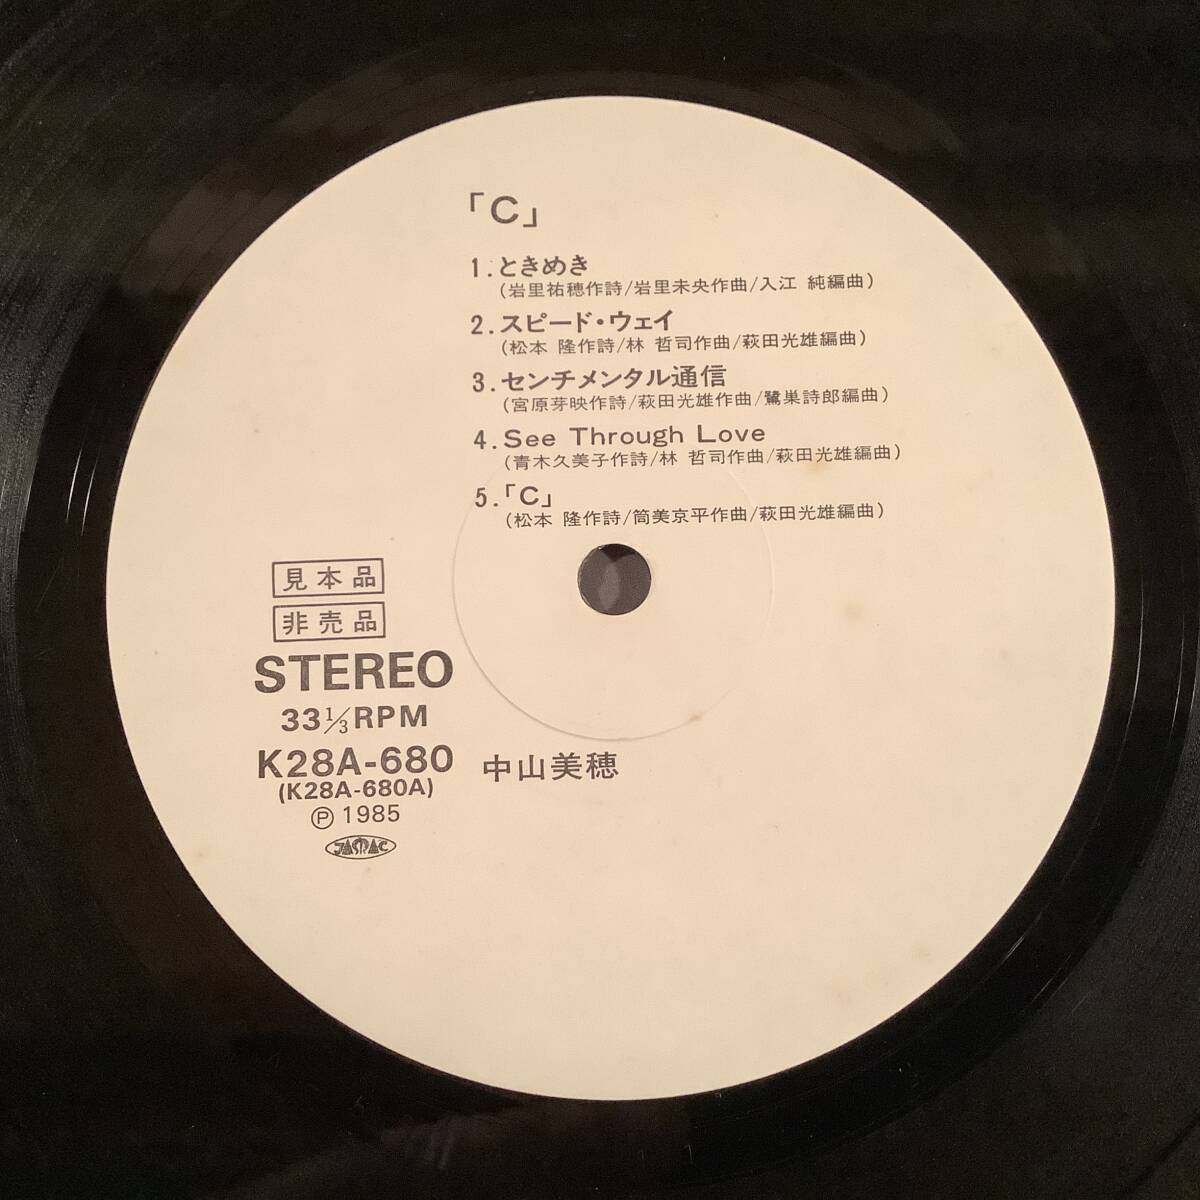 「C」
1.ときめき
(岩里祐穂作詩/岩里未央作曲/入江 純編曲)
2.スピード・ウェイ
(松本 隆作詩/林 哲司作曲/萩田光雄編曲)
3.センチメンタル通信
(宮原芽映作詩/萩田光雄作曲/鷺巣詩郎編曲)
4.See Through Love
(青木久美子作詩/林 哲司作曲/萩田光雄編曲)
5.「C」
(松本 隆作詩/筒美京平作曲/萩田光雄編曲)
見本品
非売品
STEREO
33 1/3 RPM
K28A-680
(K28A-680A)
Ⓟ 1985
JASRAC
中山美穂